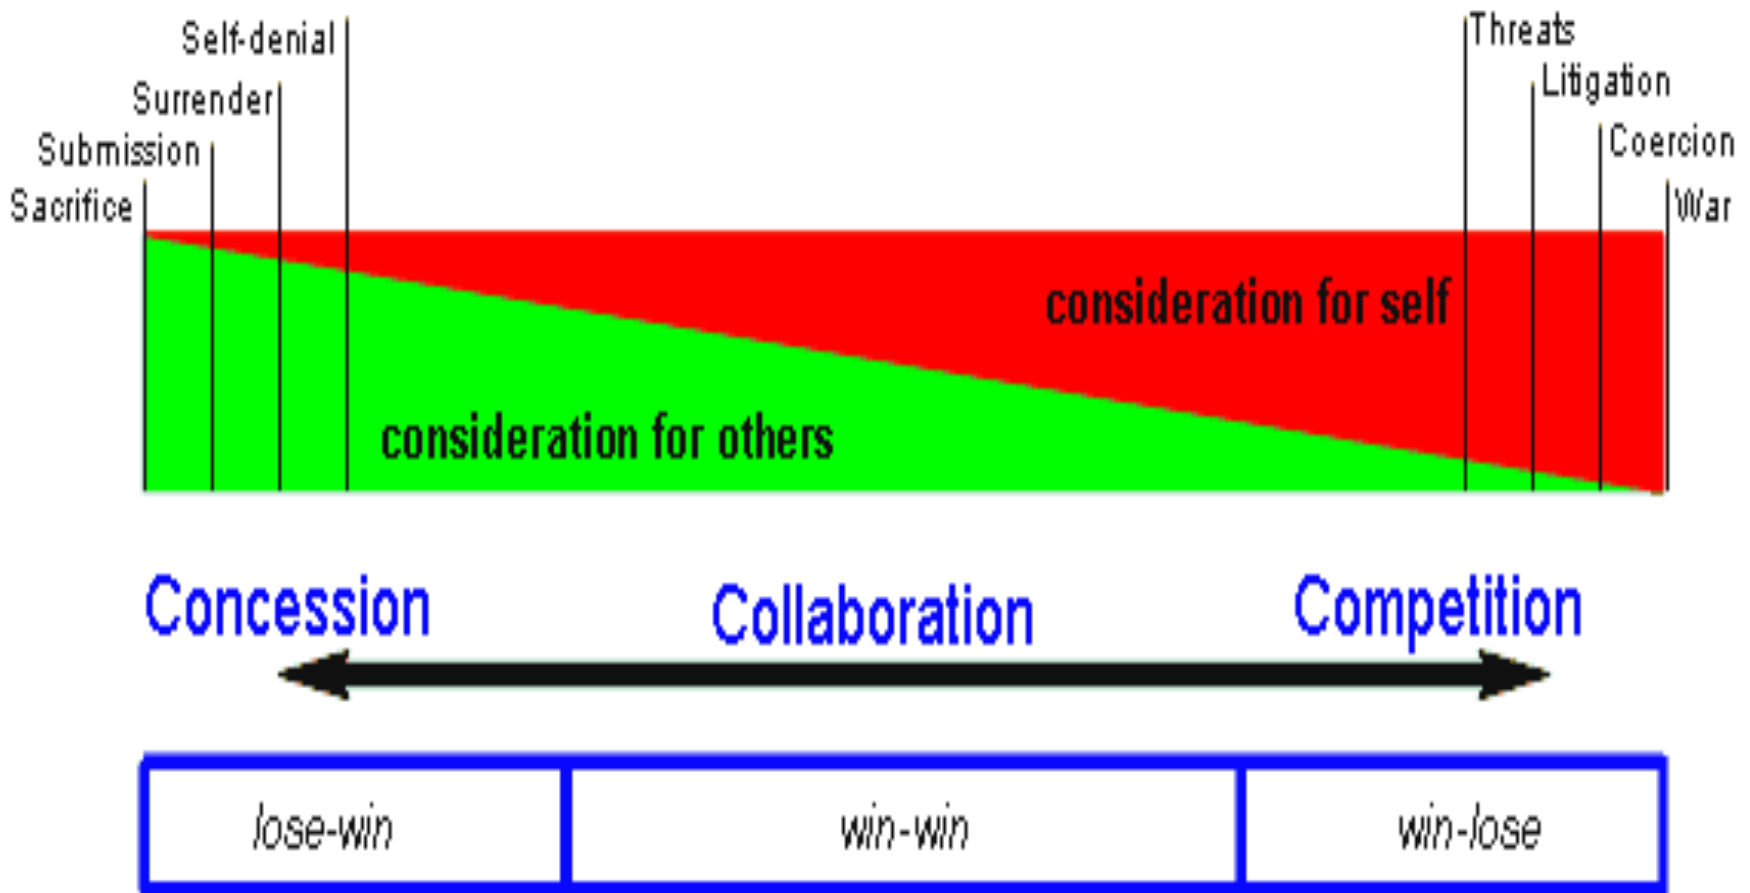 Self-denial
Threats
Surrender
Litigation
Submission
Coercion
Sacrifice
War
consideration for self
consideration for others
Concession
Collaboration
Competition
lose-win
win-win
win-lose